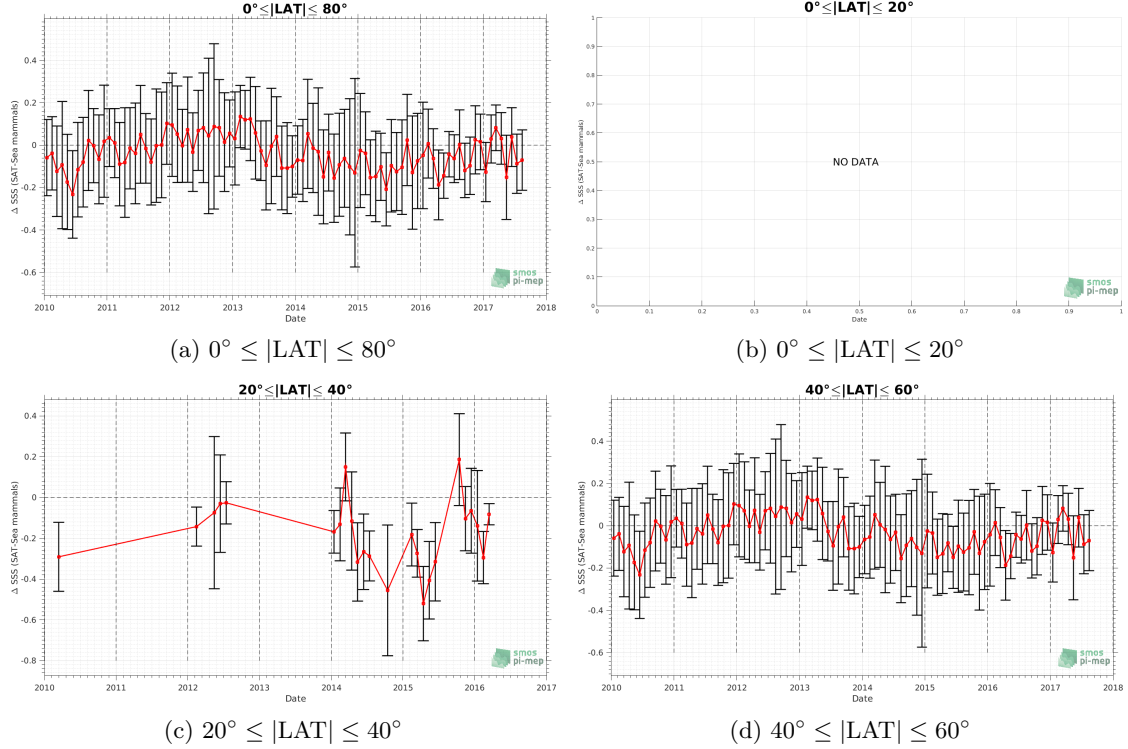 0°≤|LAT|≤ 80°
Δ SSS (SAT-Sea mammals)
0.4
0.2
0
-0.2
-0.4
-0.6
2010 2011 2012 2013 2014 2015 2016 2017 2018
Date
smos
pi-mep
(a) 0° ≤ |LAT| ≤ 80°
0°≤|LAT|≤ 20°
Δ SSS (SAT-Sea mammals)
1
0.9
0.8
0.7
0.6
0.5
0.4
0.3
0.2
0.1
0
NO DATA
0 0.1 0.2 0.3 0.4 0.5 0.6 0.7 0.8 0.9 1
Date
smos
pi-mep
(b) 0° ≤ |LAT| ≤ 20°
20°≤|LAT|≤ 40°
Δ SSS (SAT-Sea mammals)
0.4
0.2
0
-0.2
-0.4
-0.6
-0.8
2010 2011 2012 2013 2014 2015 2016 2017
Date
smos
pi-mep
(c) 20° ≤ |LAT| ≤ 40°
40°≤|LAT|≤ 60°
Δ SSS (SAT-Sea mammals)
0.4
0.2
0
-0.2
-0.4
-0.6
2010 2011 2012 2013 2014 2015 2016 2017 2018
Date
smos
pi-mep
(d) 40° ≤ |LAT| ≤ 60°